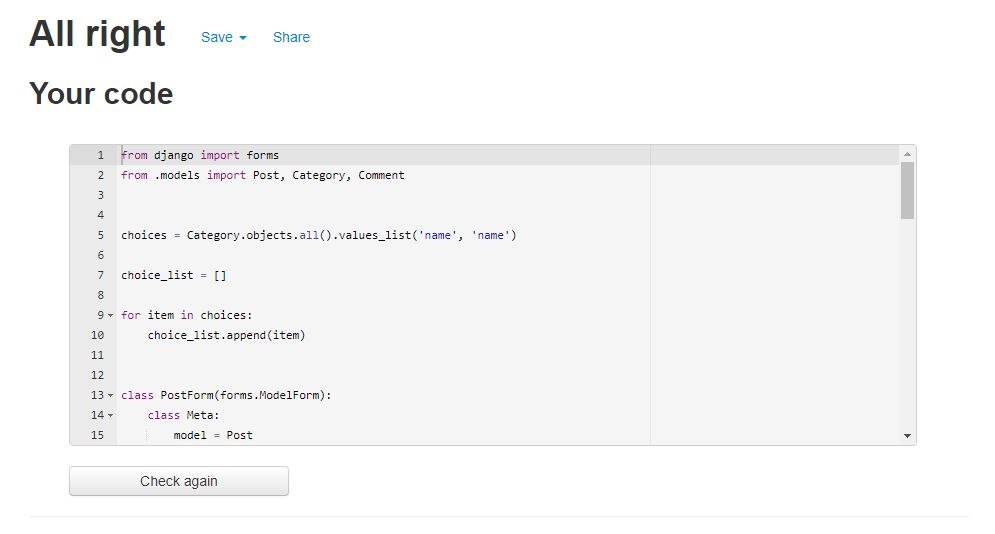 All right Save Share
Your code
1 from django import forms
2 from .models import Post, Category, Comment
3
4
5 choices = Category.objects.all().values_list('name', 'name')
6
7 choice_list = []
8
9 for item in choices:
10     choice_list.append(item)
11
12
13 class PostForm(forms.ModelForm):
14     class Meta:
15         model = Post
Check again